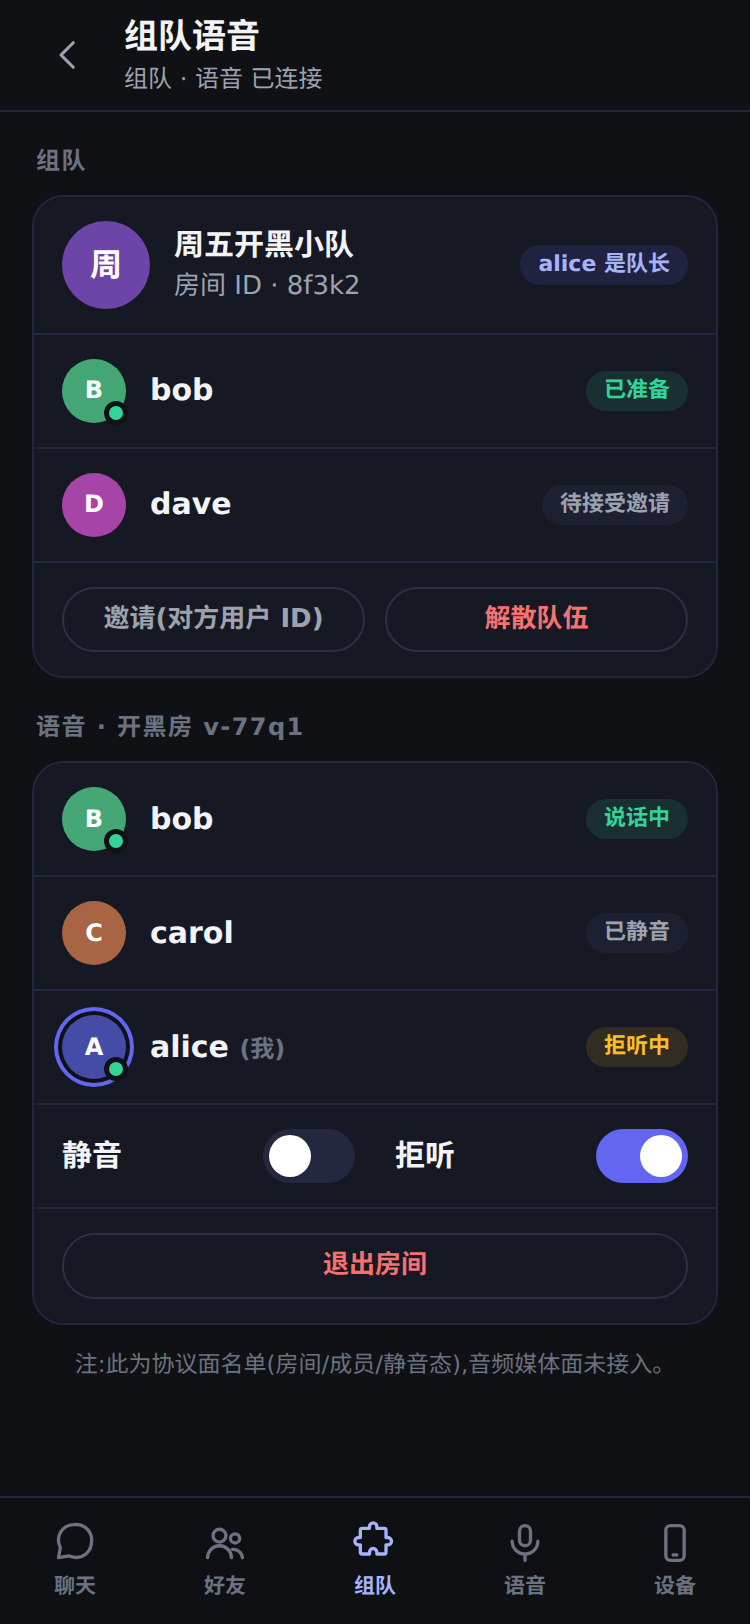 组队语音
组队 · 语音 已连接
组队
周
周五开黑小队
房间 ID · 8f3k2
alice 是队长
B
bob
已准备
D
dave
待接受邀请
邀请(对方用户 ID)
解散队伍
语音 · 开黑房 v-77q1
B
bob
说话中
C
carol
已静音
A
alice (我)
拒听中
静音
拒听
退出房间
注:此为协议面名单(房间/成员/静音态),音频媒体面未接入。
聊天
好友
组队
语音
设备